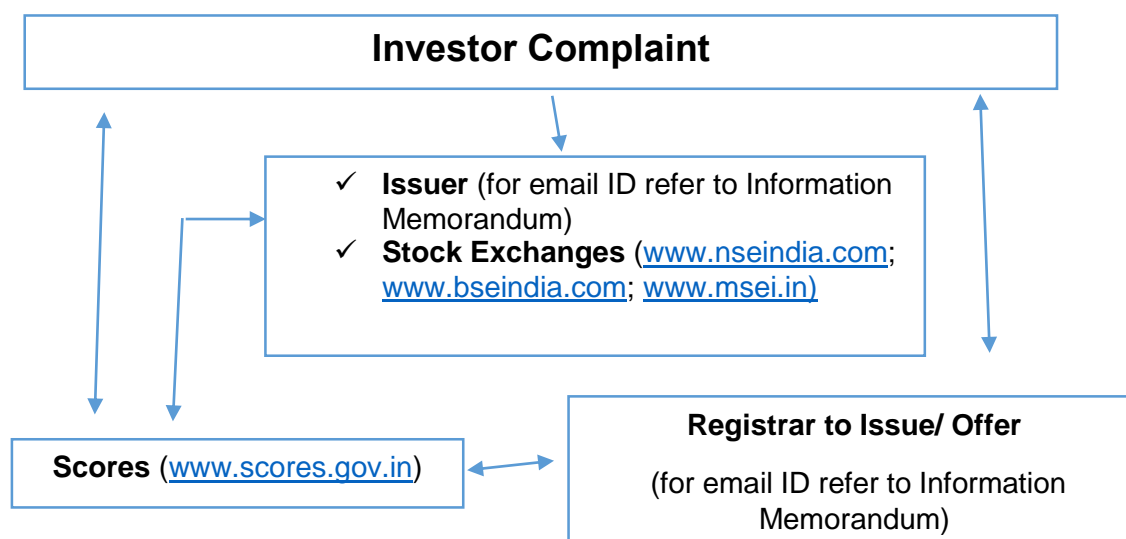 Investor Complaint
✓ Issuer (for email ID refer to Information
Memorandum)
✓ Stock Exchanges (www.nseindia.com;
www.bseindia.com; www.msei.in)
Registrar to Issue/ Offer
Scores (www.scores.gov.in)
(for email ID refer to Information
Memorandum)